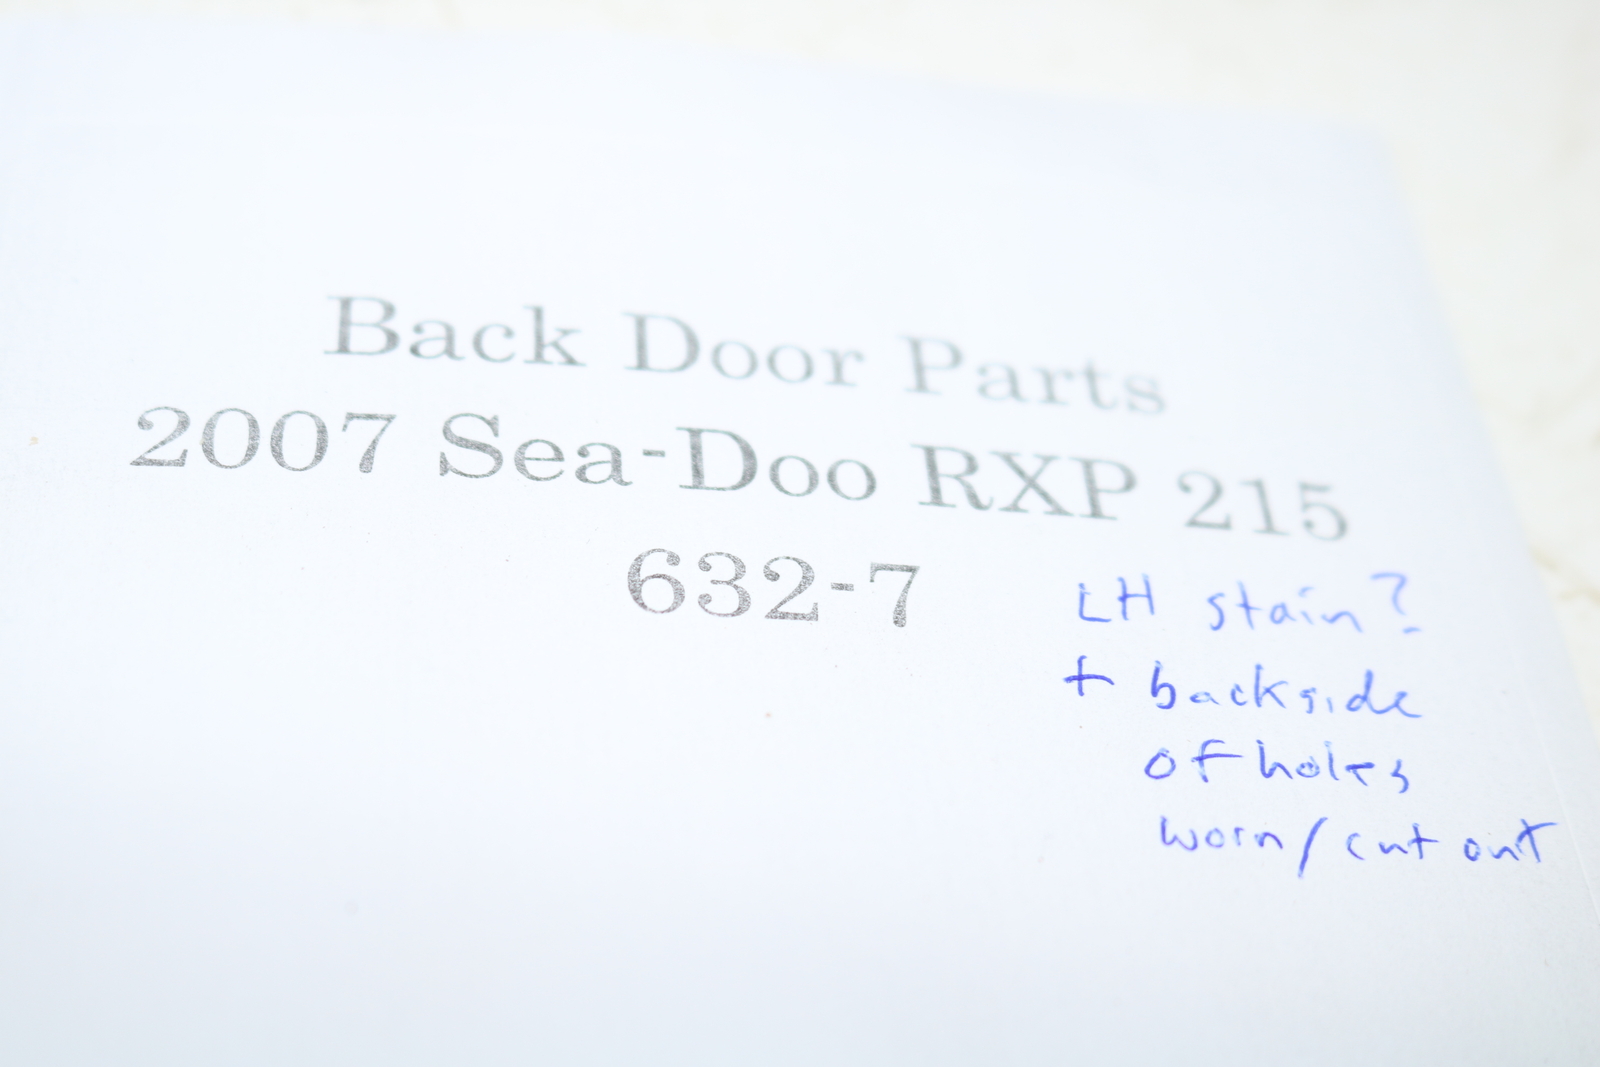 Back Door Parts
2007 Sea-Doo RXP 215
632-7
LH stain?
+ backside
of holes
worn/cut out